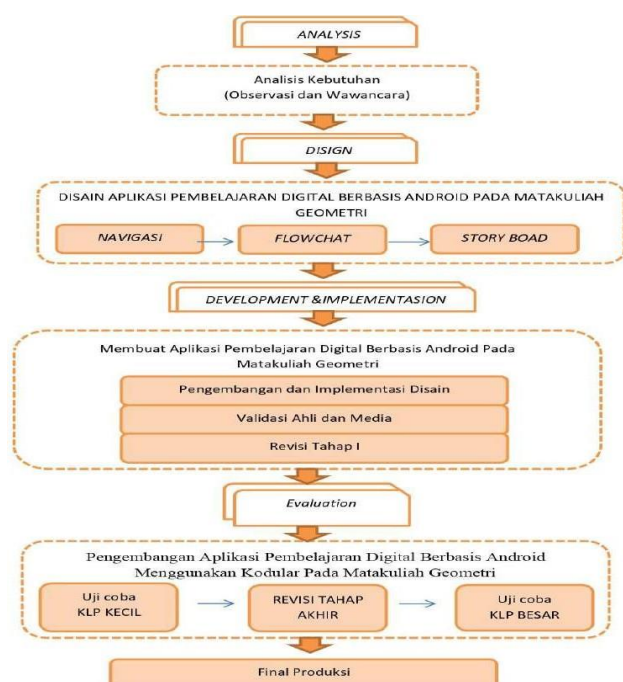 ANALYSIS
Analisis Kebutuhan
(Observasi dan Wawancara)
DISIGN
DISAIN APLIKASI PEMBELAJARAN DIGITAL BERBASIS ANDROID PADA MATAKULIAH
GEOMETRI
NAVIGASI
FLOWCHAT
STORY BOAD
DEVELOPMENT &IMPLEMENTASION
Membuat Aplikasi Pembelajaran Digital Berbasis Android Pada
Matakuliah Geometri
Pengembangan dan Implementasi Disain
Validasi Ahli dan Media
Revisi Tahap I
Evaluation
Pengembangan Aplikasi Pembelajaran Digital Berbasis Android
Menggunakan Kodular Pada Matakuliah Geometri
Uji coba
KLP KECIL
REVISI TAHAP
AKHIR
Uji coba
KLP BESAR
Final Produksi